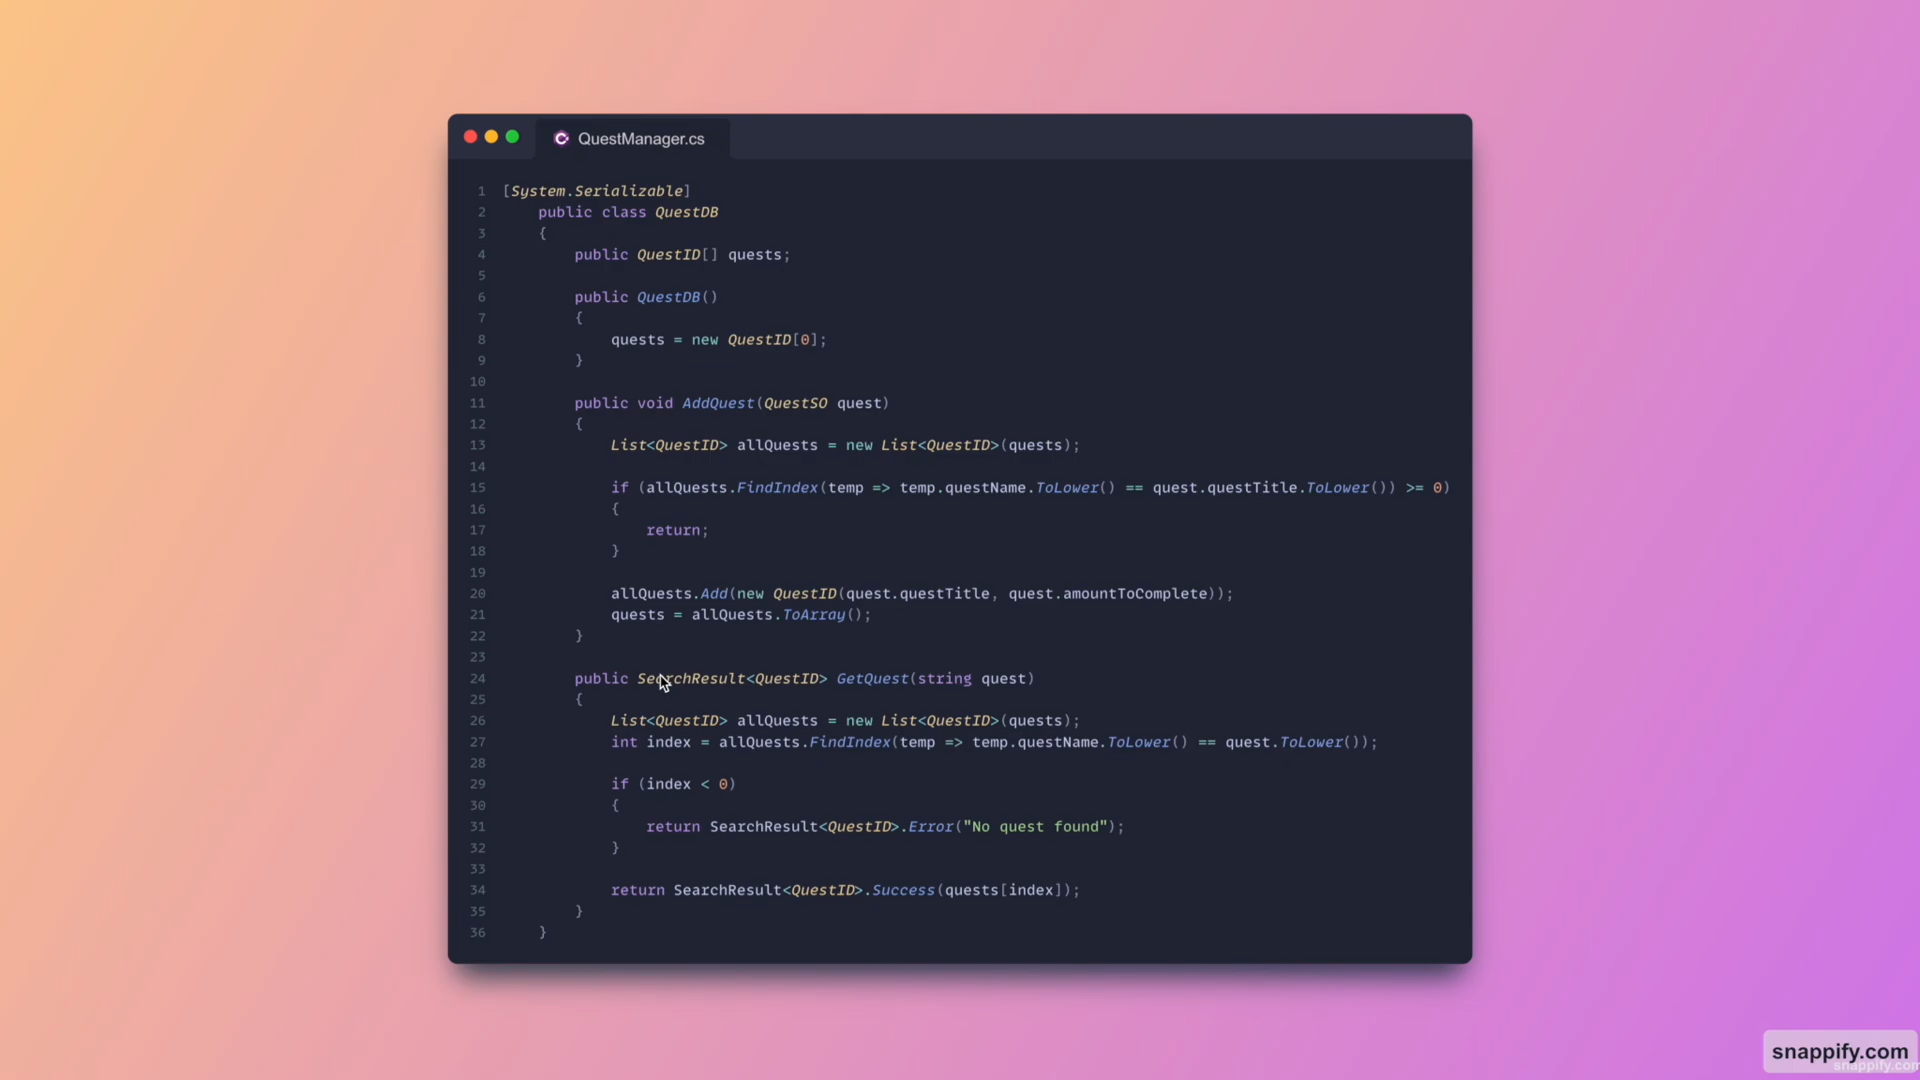 QuestManager.cs
1 [System.Serializable]
2 public class QuestDB
3 {
4 public QuestID[] quests;
5
6 public QuestDB()
7 {
8 quests = new QuestID[0];
9 }
10
11 public void AddQuest(QuestSO quest)
12 {
13 List<QuestID> allQuests = new List<QuestID>(quests);
14
15 if (allQuests.FindIndex(temp => temp.questName.ToLower() == quest.questTitle.ToLower()) >= 0)
16 {
17 return;
18 }
19
20 allQuests.Add(new QuestID(quest.questTitle, quest.amountToComplete));
21 quests = allQuests.ToArray();
22 }
23
24 public SearchResult<QuestID> GetQuest(string quest)
25 {
26 List<QuestID> allQuests = new List<QuestID>(quests);
27 int index = allQuests.FindIndex(temp => temp.questName.ToLower() == quest.ToLower());
28
29 if (index < 0)
30 {
31 return SearchResult<QuestID>.Error("No quest found");
32 }
33
34 return SearchResult<QuestID>.Success(quests[index]);
35 }
36 }
snappify.com
snappify.com